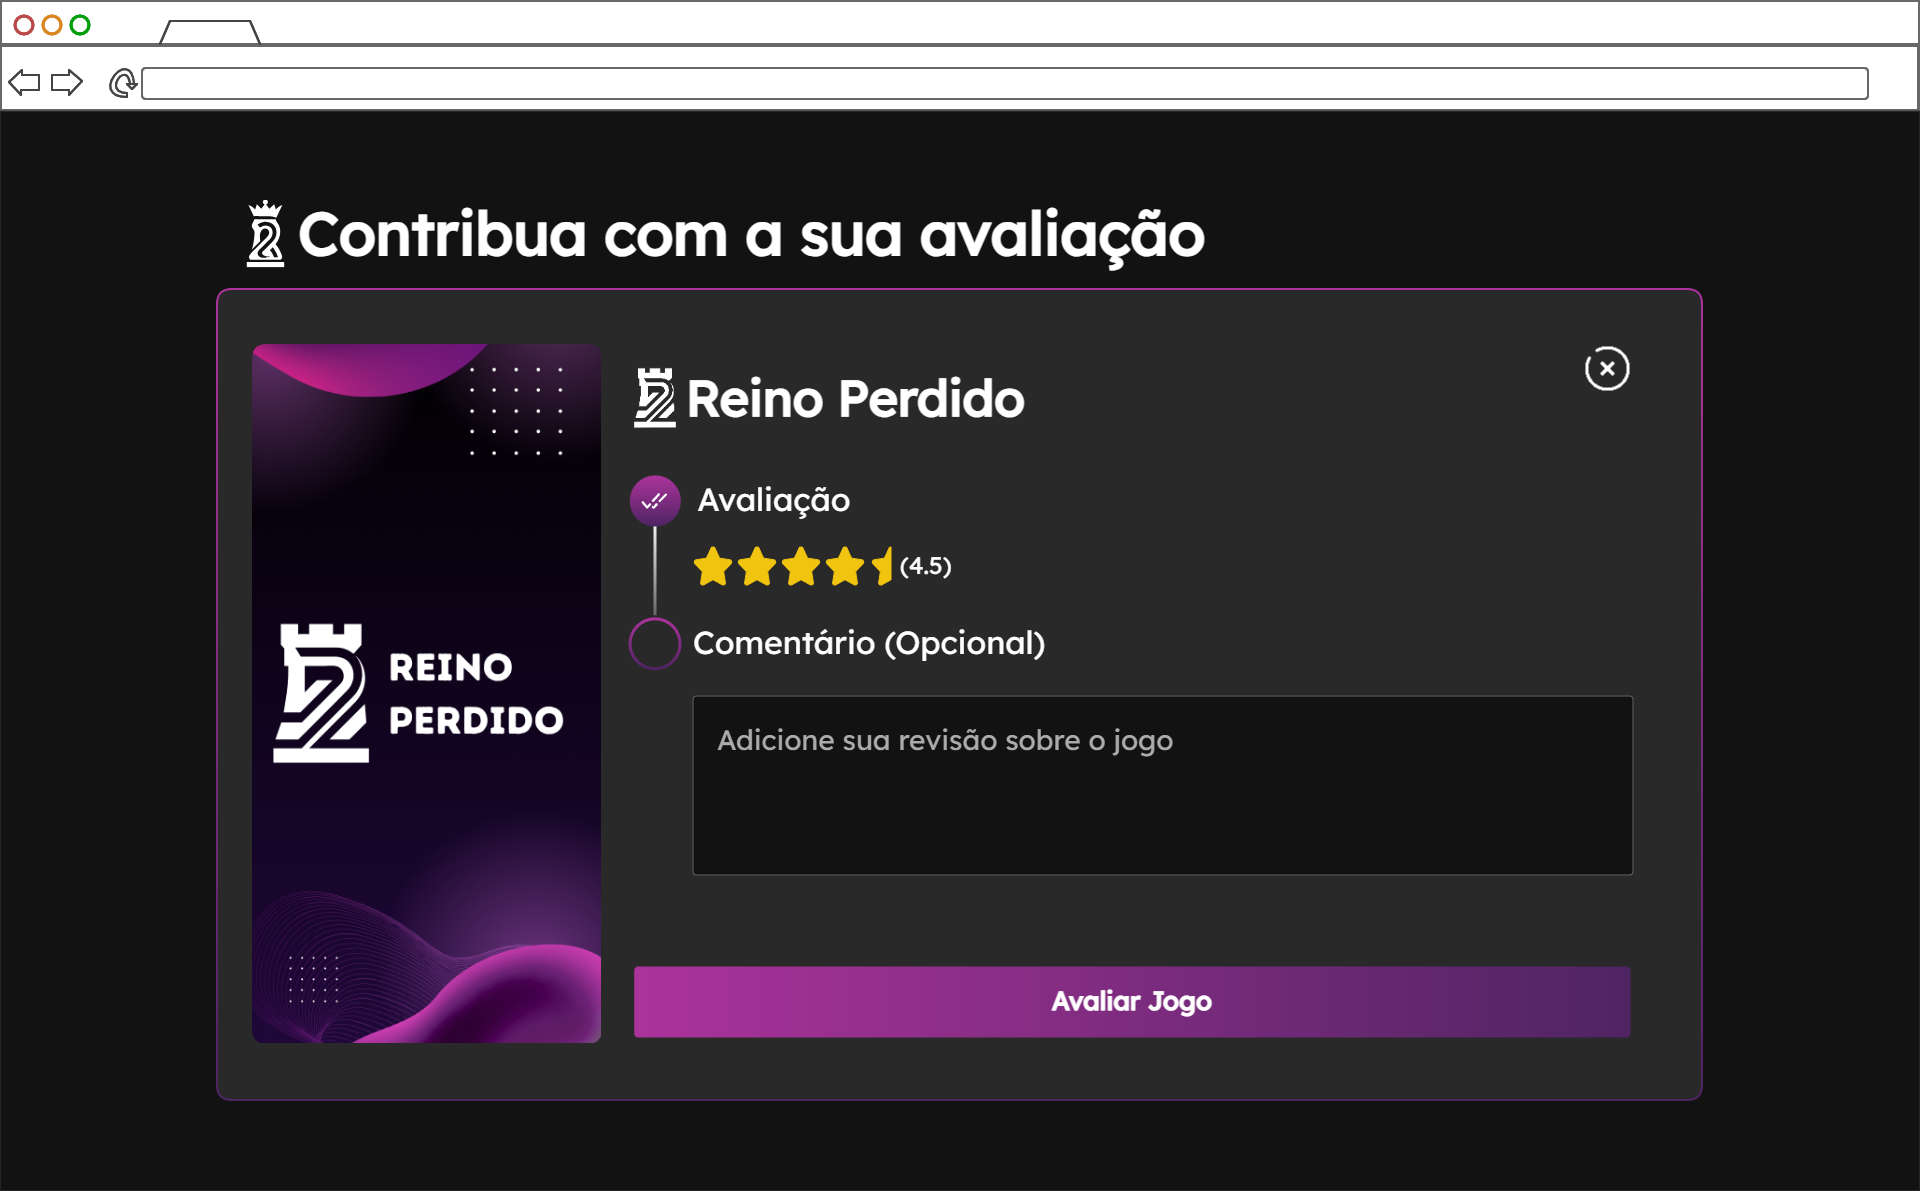 Contribua com a sua avaliação
REINO
PERDIDO
Reino Perdido
Avaliação
(4.5)
Comentário (Opcional)
Adicione sua revisão sobre o jogo
Avaliar Jogo